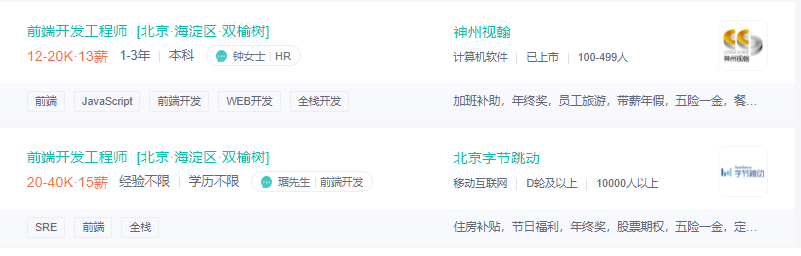 前端开发工程师 [北京·海淀区·双榆树]
12-20K·13薪 1-3年 本科 钟女士 HR
前端 JavaScript 前端开发 WEB开发 全栈开发
神州视翰
计算机软件 已上市 100-499人
加班补助，年终奖，员工旅游，带薪年假，五险一金，餐...
神州视翰
前端开发工程师 [北京·海淀区·双榆树]
20-40K·15薪 经验不限 学历不限 琚先生 前端开发
SRE 前端 全栈
北京字节跳动
移动互联网 D轮及以上 10000人以上
住房补贴，节日福利，年终奖，股票期权，五险一金，定...
字节跳动